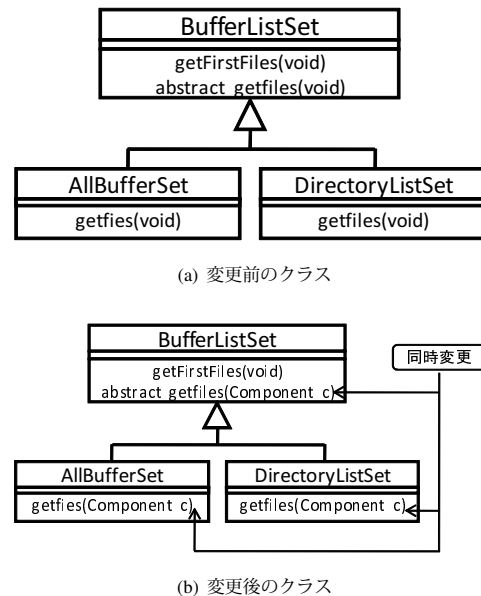 BufferListSet
getFirstFiles(void)
abstract getfiles(void)
AllBufferSet
getfies(void)
DirectoryListSet
getfiles(void)
(a) 変更前のクラス
BufferListSet
getFirstFiles(void)
abstract getfiles(Component c)
同時変更
AllBufferSet
getfies(Component c)
DirectoryListSet
getfiles(Component c)
(b) 変更後のクラス